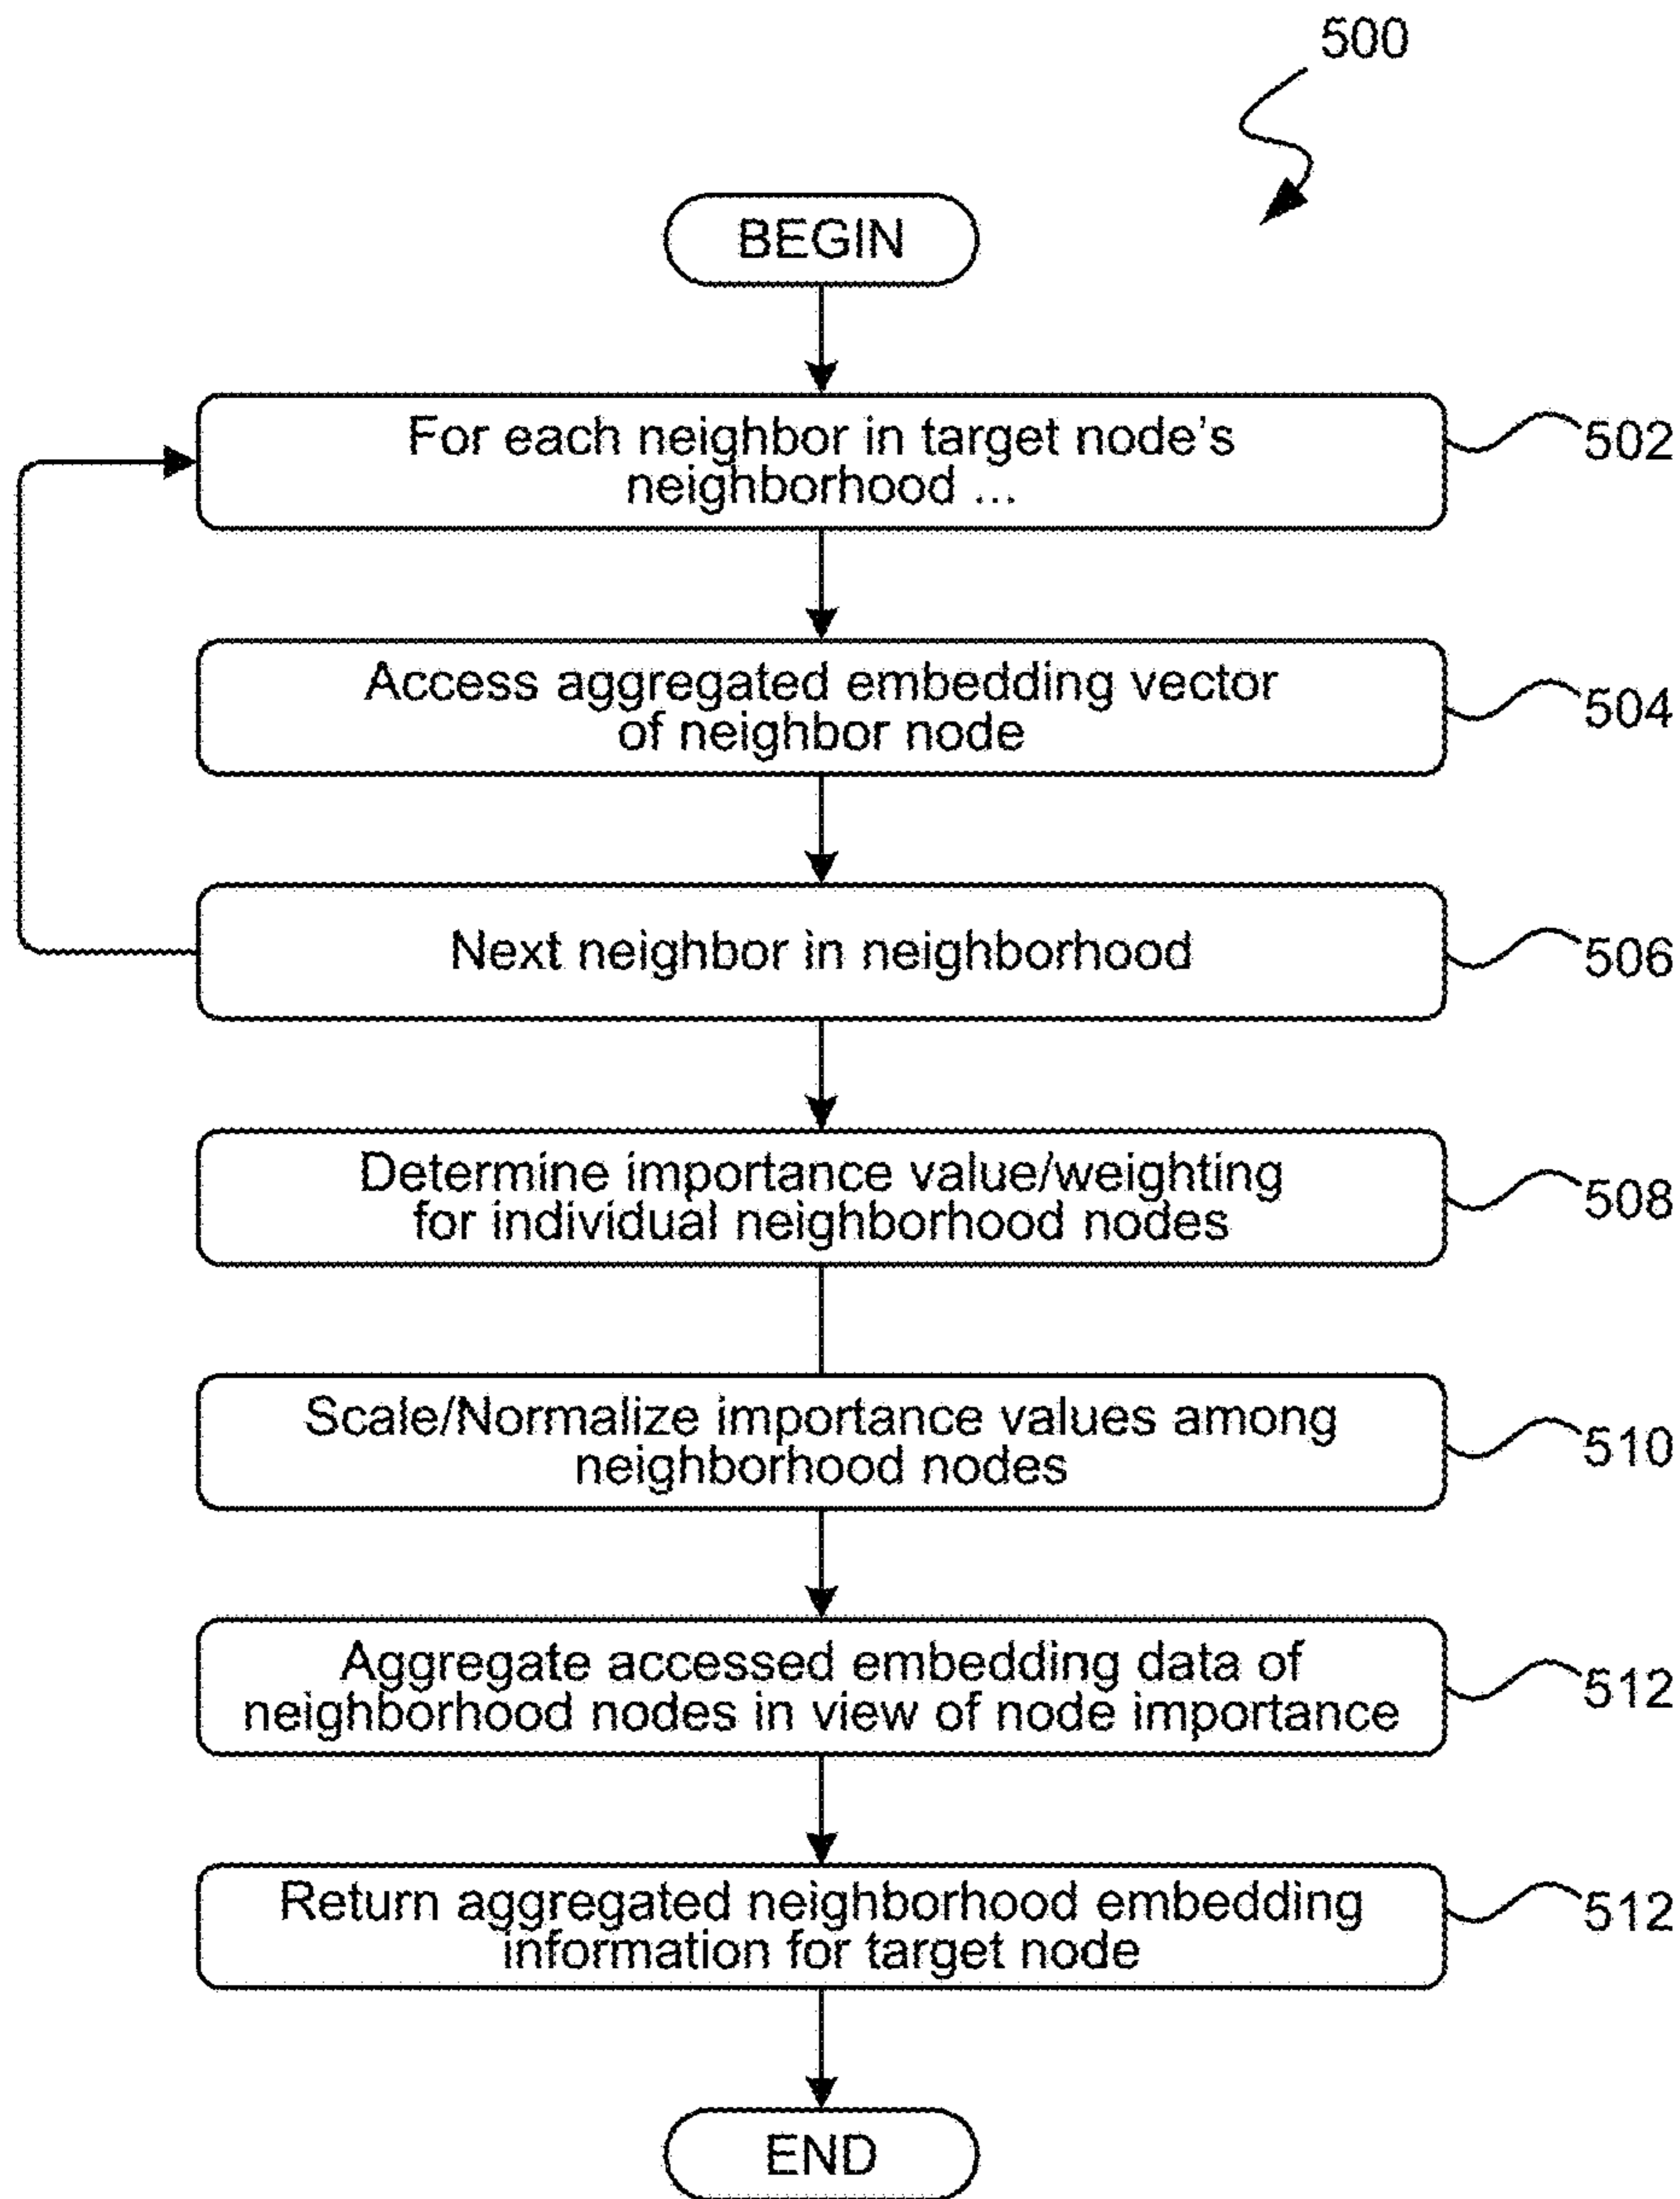 500
BEGIN
For each neighbor in target node's
neighborhood ...
502
Access aggregated embedding vector
of neighbor node
504
Next neighbor in neighborhood
506
Determine importance value/weighting
for individual neighborhood nodes
508
Scale/Normalize importance values among
neighborhood nodes
510
Aggregate accessed embedding data of
neighborhood nodes in view of node importance
512
Return aggregated neighborhood embedding
information for target node
512
END